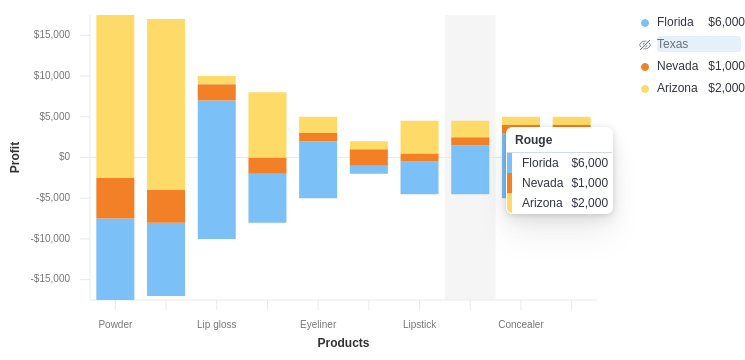 Profit
$15,000
$10,000
$5,000
$0
-$5,000
-$10,000
-$15,000
Powder
Lip gloss
Eyeliner
Lipstick
Concealer
Products
Florida $6,000
Texas
Nevada $1,000
Arizona $2,000
Rouge
Florida $6,000
Nevada $1,000
Arizona $2,000